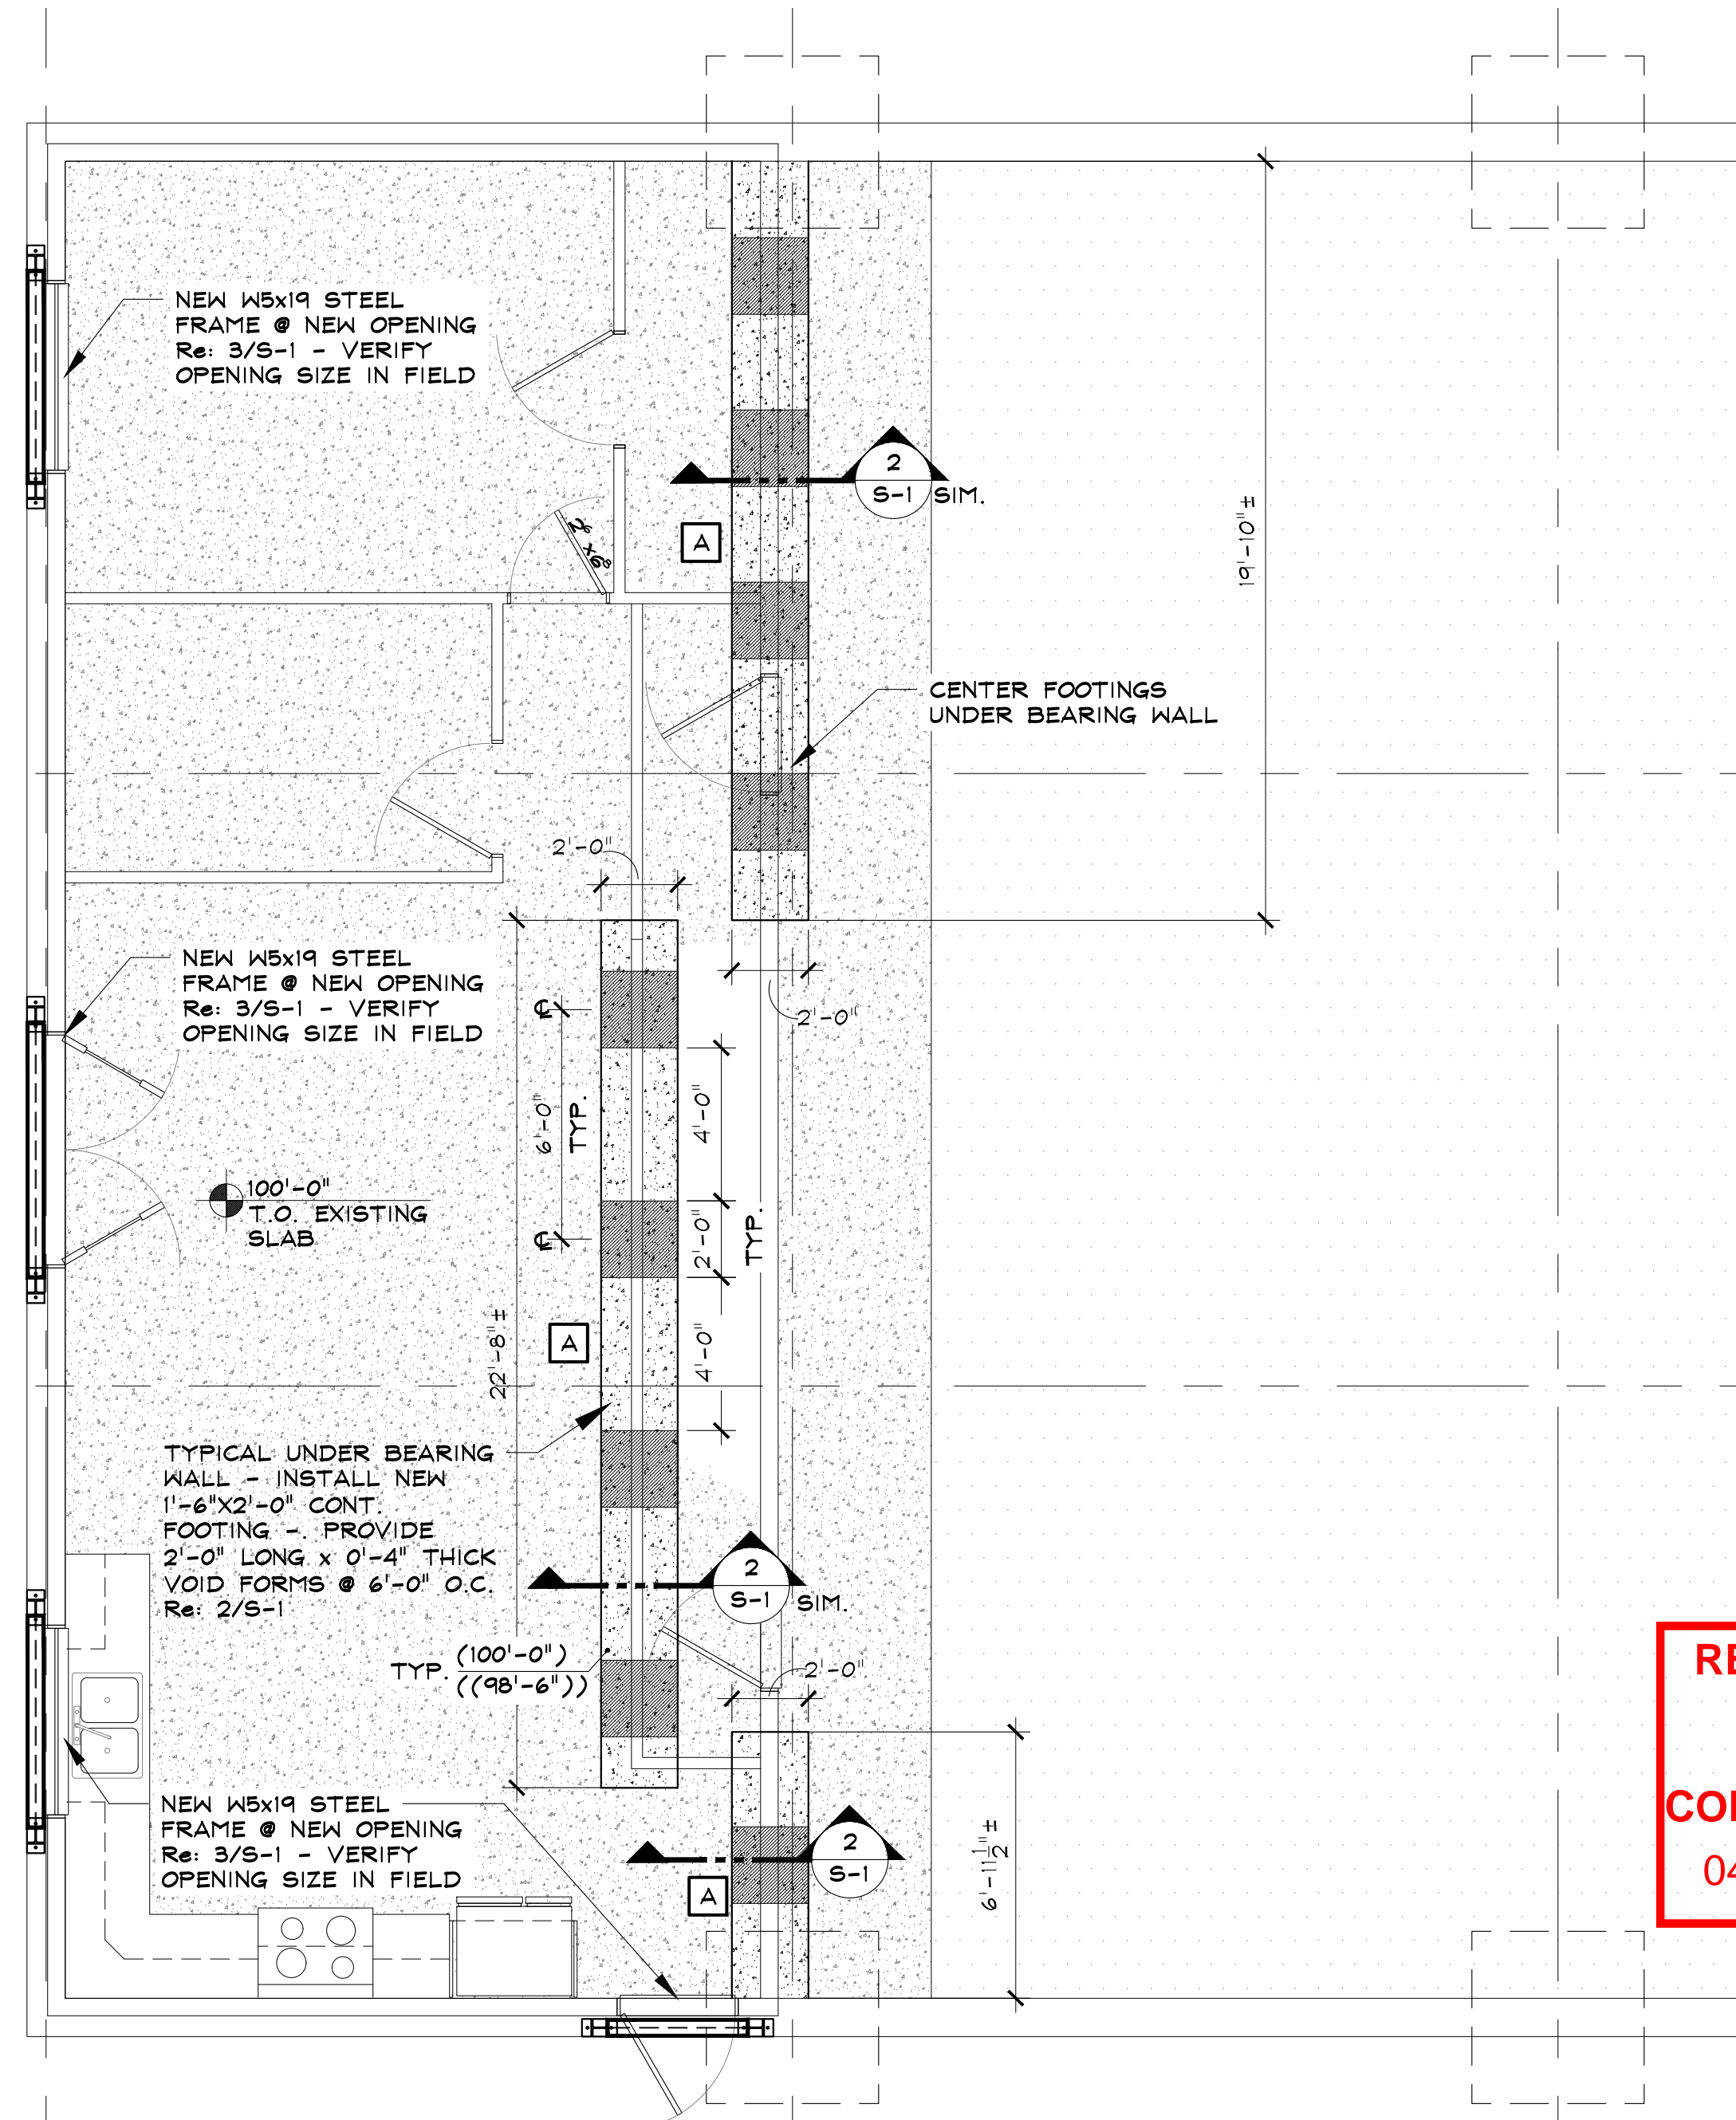 NEW W5x19 STEEL
FRAME @ NEW OPENING
Re: 3/S-1 - VERIFY
OPENING SIZE IN FIELD
2
S-1
SIM.
A
2⁶ x6⁸
19'-10"±
CENTER FOOTINGS
UNDER BEARING WALL
2'-0"
NEW W5x19 STEEL
FRAME @ NEW OPENING
Re: 3/S-1 - VERIFY
OPENING SIZE IN FIELD
℄
2'-0"
6'-0"
TYP.
4'-0"
100'-0"
T.O. EXISTING
SLAB
℄
2'-0"
TYP.
22'-8"±
A
4'-0"
TYPICAL UNDER BEARING
WALL - INSTALL NEW
1'-6"X2'-0" CONT.
FOOTING -. PROVIDE
2'-0" LONG x 0'-4" THICK
VOID FORMS @ 6'-0" O.C.
Re: 2/S-1
2
S-1
SIM.
TYP.
(100'-0")
((98'-6"))
2'-0"
NEW W5x19 STEEL
FRAME @ NEW OPENING
Re: 3/S-1 - VERIFY
OPENING SIZE IN FIELD
2
S-1
A
6'-11 1/2"±
04